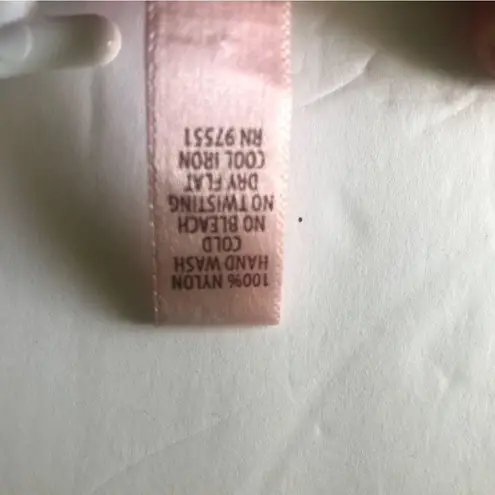 100% NYLON
HAND WASH
COLD
NO BLEACH
NO TWISTING
DRY FLAT
COOL IRON
RN 97551